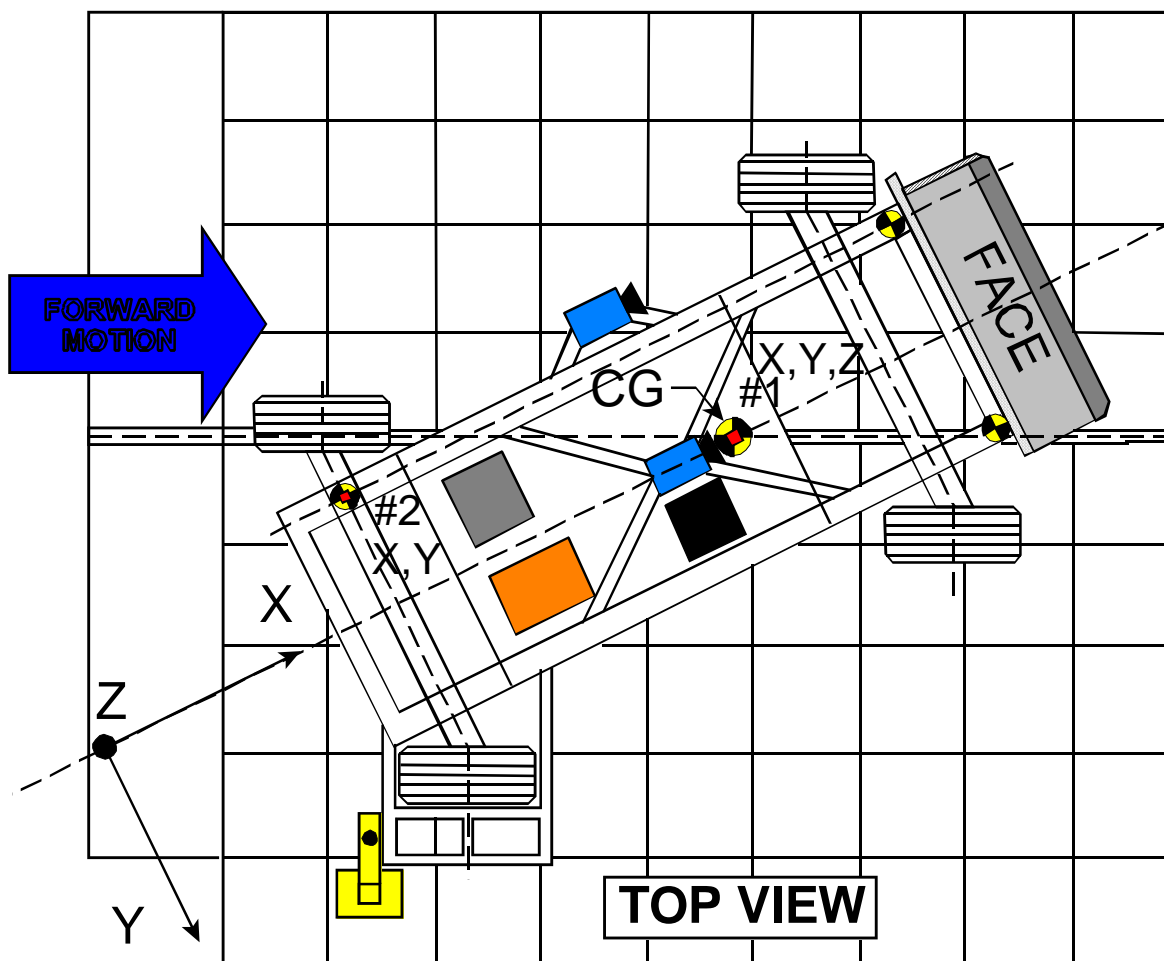 FORWARD
MOTION
FACE
X,Y,Z
CG
#1
#2
X,Y
X
Z
Y
TOP VIEW